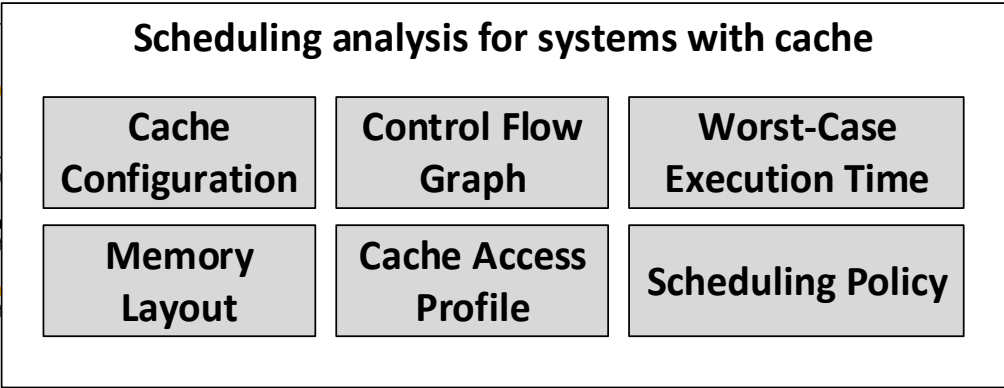 Scheduling analysis for systems with cache
Cache
Configuration
Control Flow
Graph
Worst-Case
Execution Time
Memory
Layout
Cache Access
Profile
Scheduling Policy